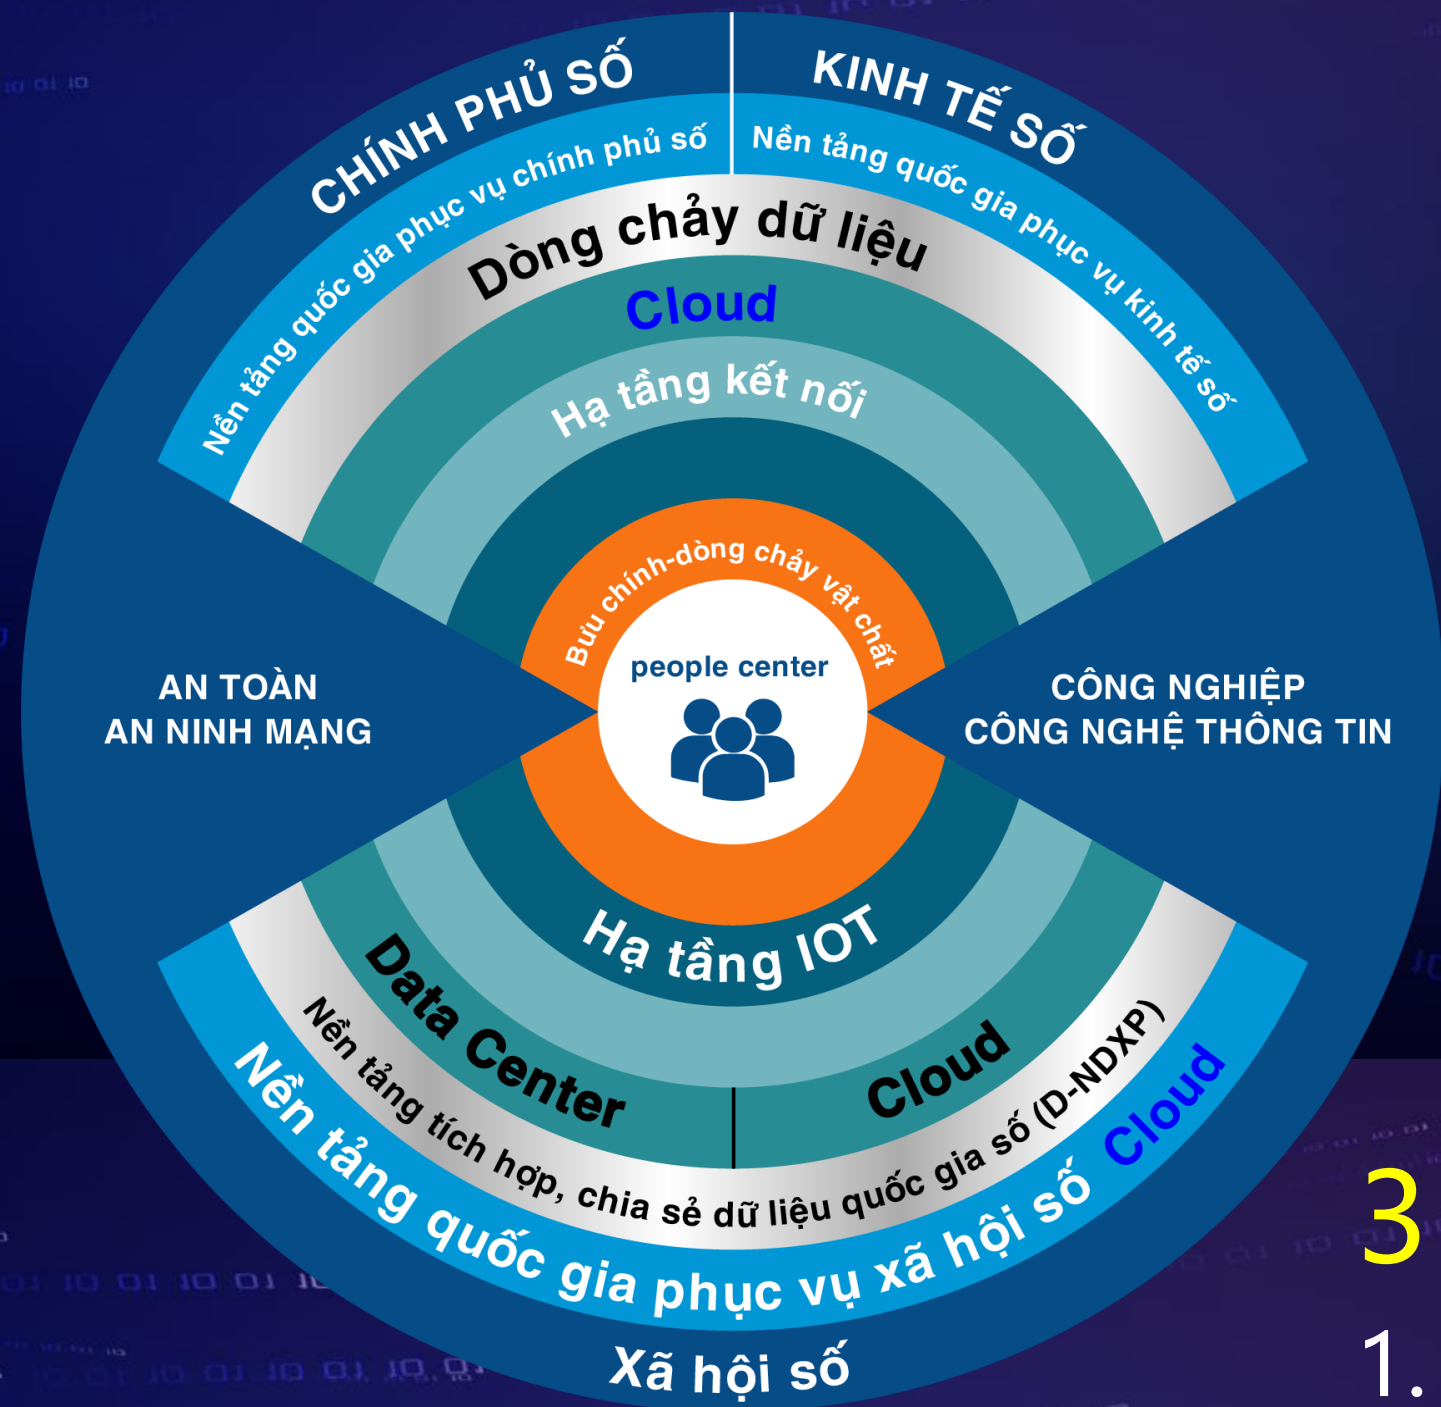 CHÍNH PHỦ SỐ
KINH TẾ SỐ
Nền tảng quốc gia phục vụ chính phủ số
Nền tảng quốc gia phục vụ kinh tế số
Dòng chảy dữ liệu
Cloud
Hạ tầng kết nối
Bưu chính-dòng chảy vật chất
people center
AN TOÀN
AN NINH MẠNG
CÔNG NGHIỆP
CÔNG NGHỆ THÔNG TIN
Hạ tầng IOT
Data Center
Cloud
Nền tảng tích hợp, chia sẻ dữ liệu quốc gia số (D-NDXP)
Nền tảng quốc gia phục vụ xã hội số Cloud
Xã hội số
3
1.